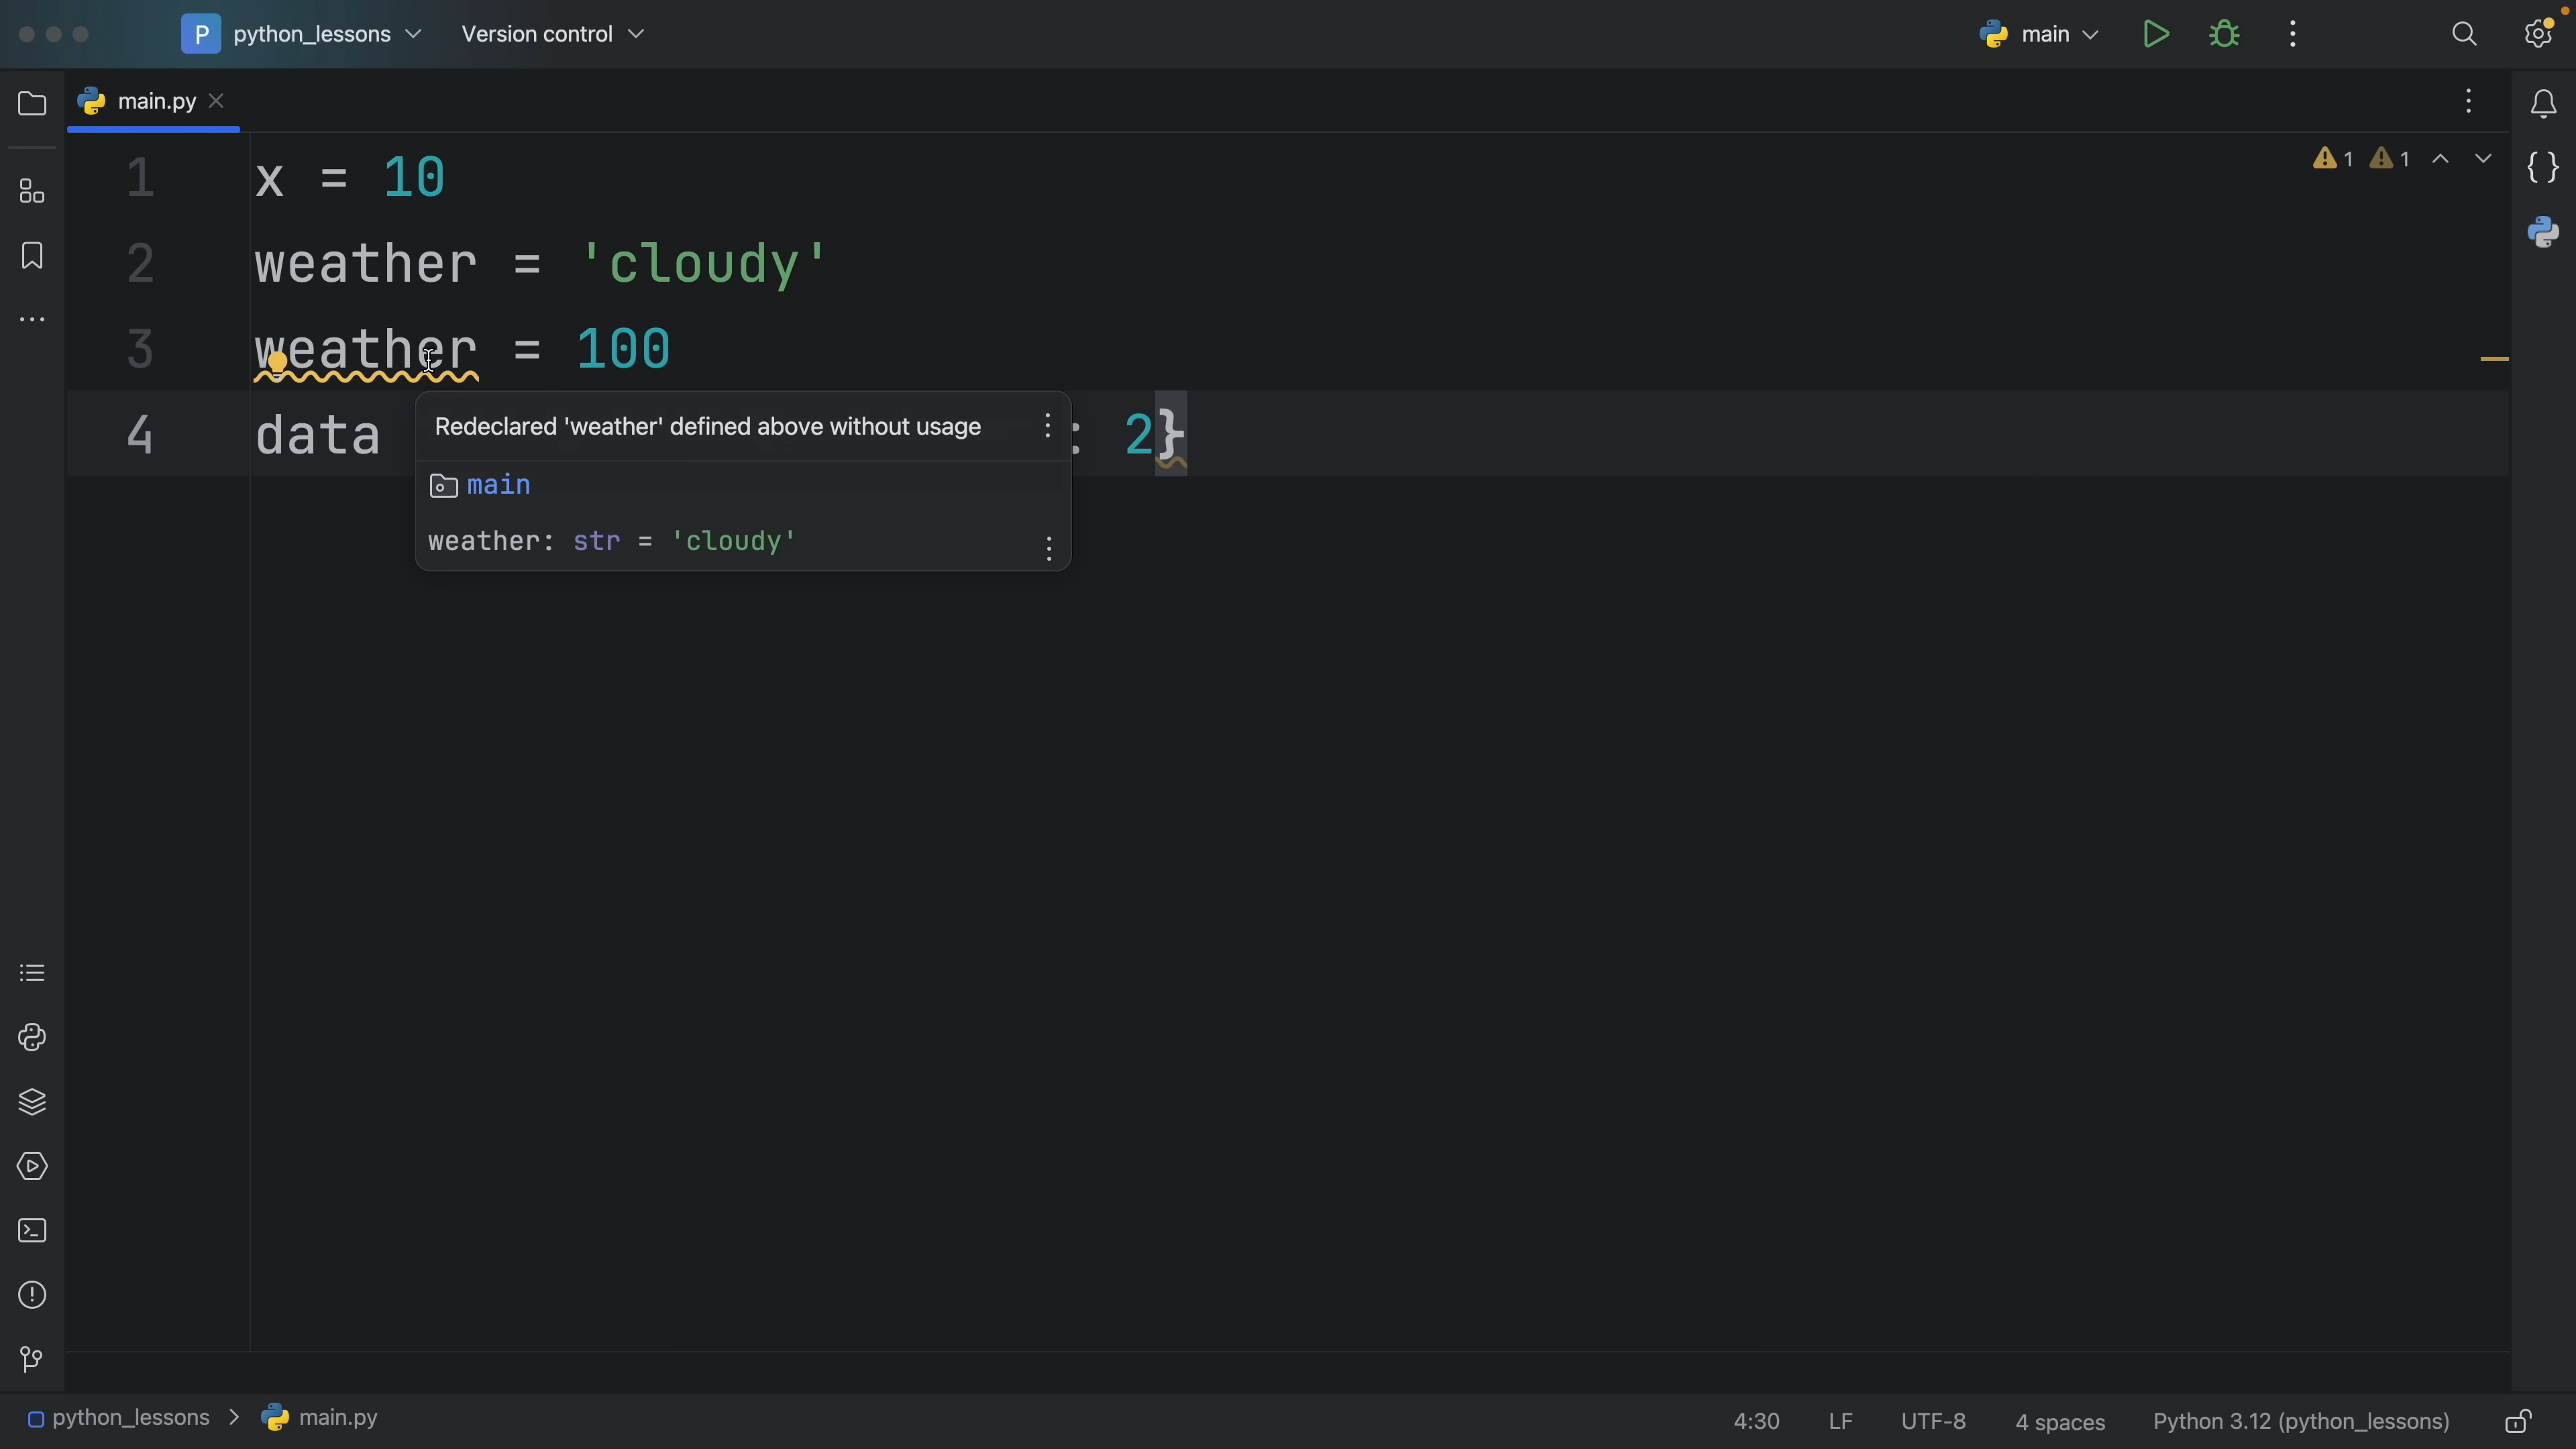 P python_lessons Version control main
main.py
1 x = 10
1 1
2 weather = 'cloudy'
3 weather = 100
4 data : 2}
Redeclared 'weather' defined above without usage
main
weather: str = 'cloudy'
python_lessons > main.py 4:30 LF UTF-8 4 spaces Python 3.12 (python_lessons)